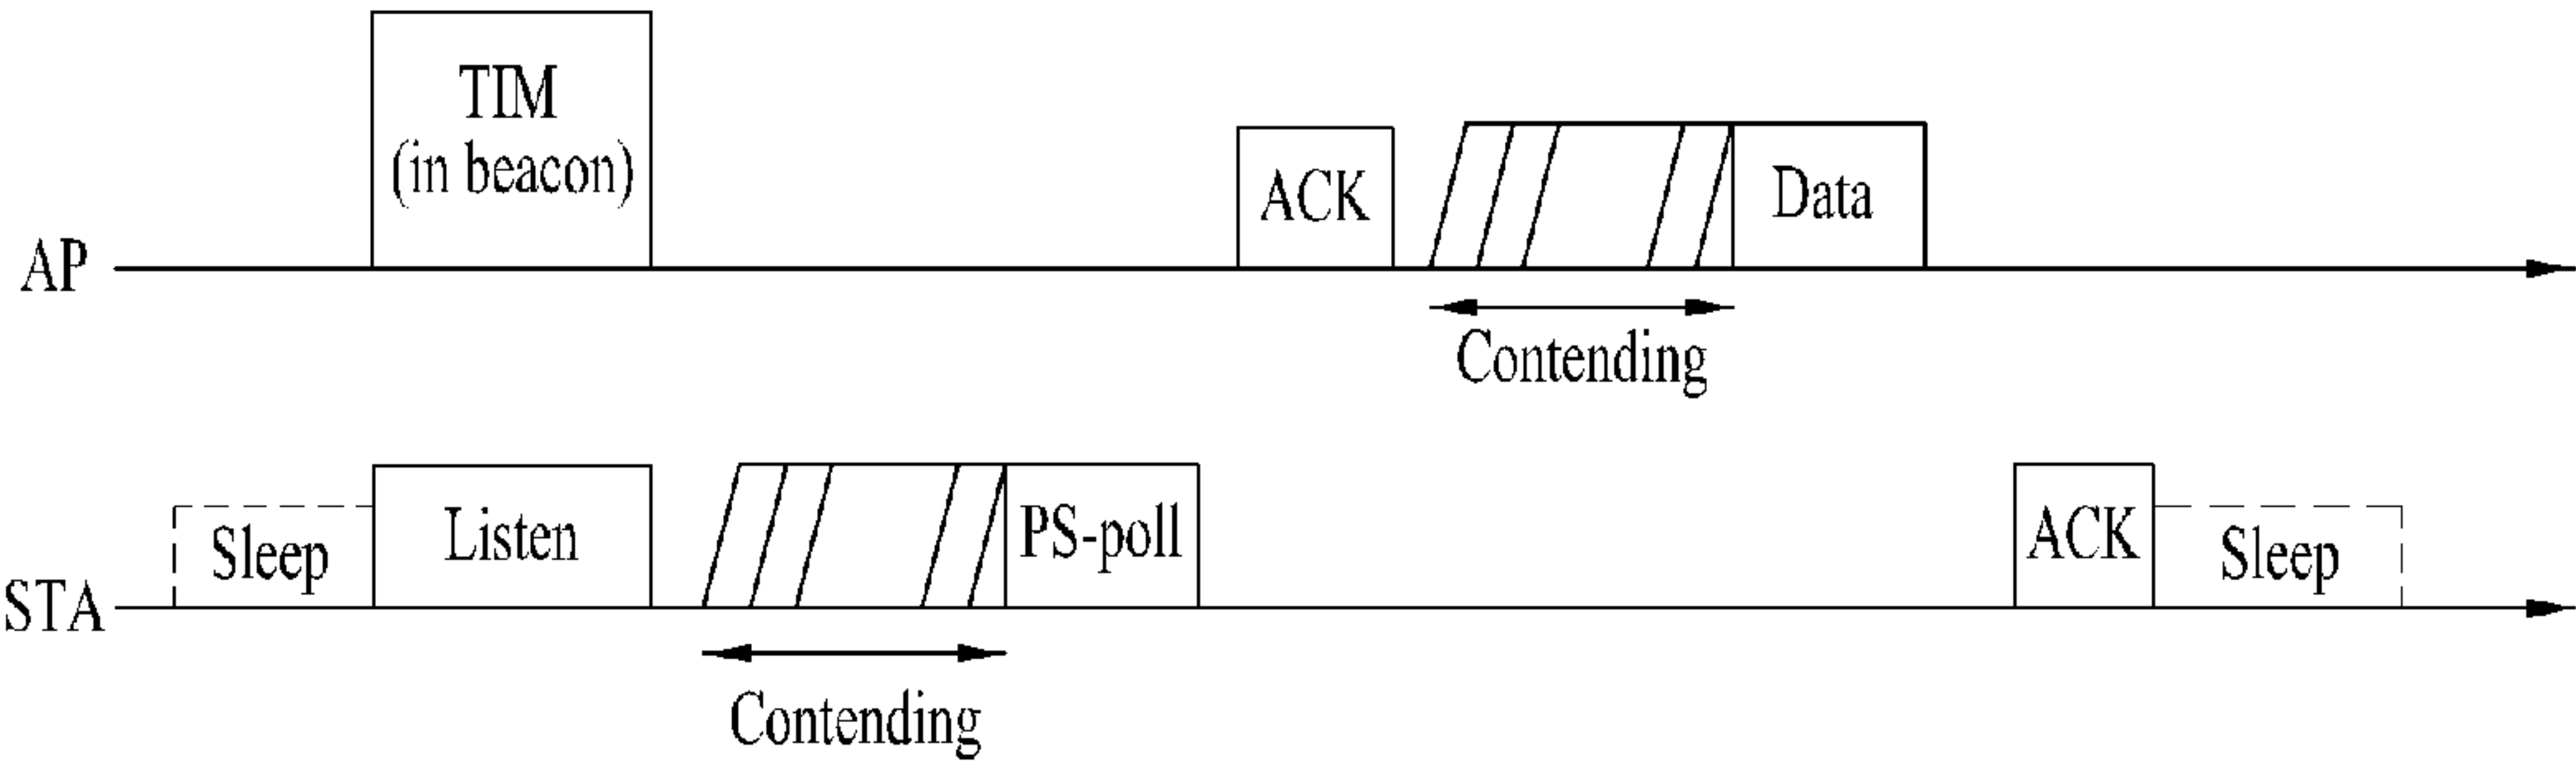 TIM
(in beacon)
ACK
Data
AP
Contending
Sleep
Listen
PS-poll
ACK
Sleep
STA
Contending